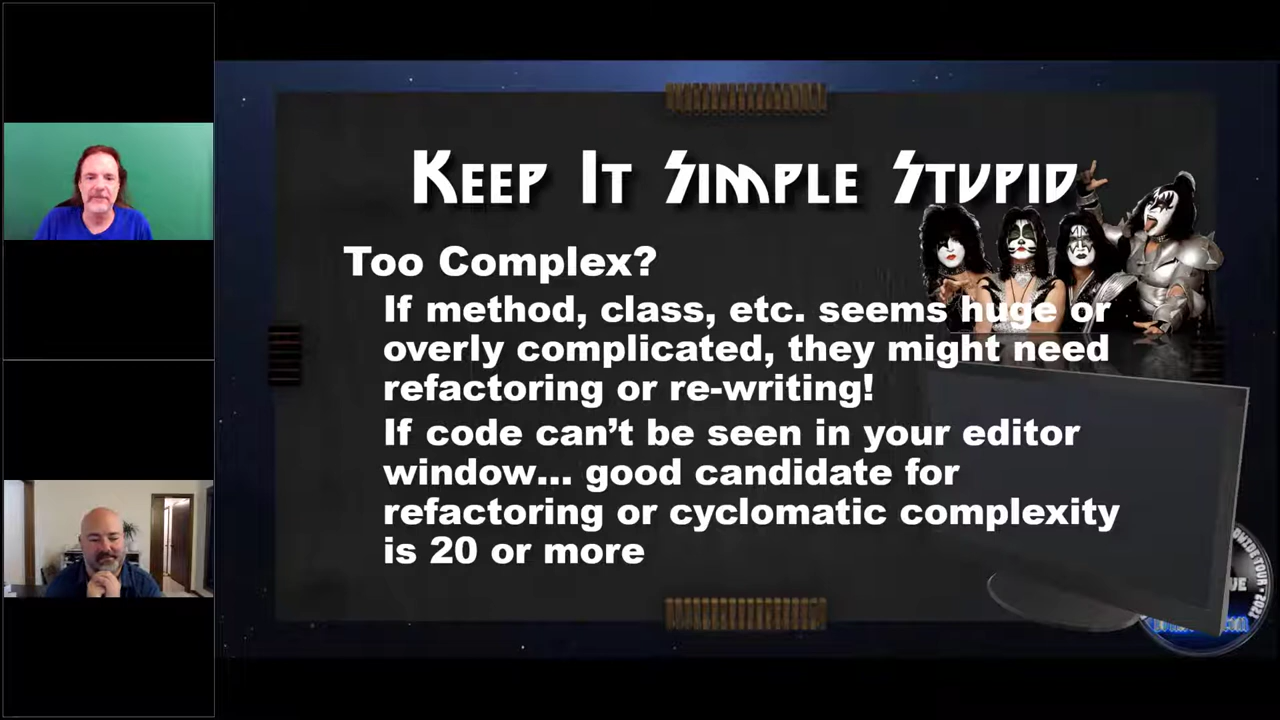 Keep It Simple Stupid
Too Complex?
If method, class, etc. seems huge or
overly complicated, they might need
refactoring or re-writing!
If code can’t be seen in your editor
window... good candidate for
refactoring or cyclomatic complexity
is 20 or more